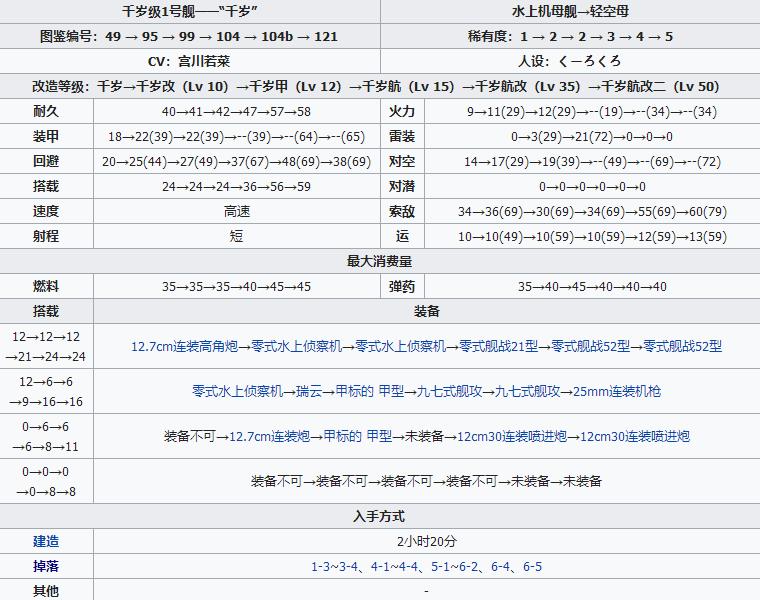 千岁级1号舰——“千岁” 水上机母舰→轻空母
图鉴编号：49 → 95 → 99 → 104 → 104b → 121 稀有度：1 → 2 → 2 → 3 → 4 → 5
CV：宫川若菜 人设：くーろくろ
改造等级：千岁→千岁改（Lv 10）→千岁甲（Lv 12）→千岁航（Lv 15）→千岁航改（Lv 35）→千岁航改二（Lv 50）
耐久 40→41→42→47→57→58 火力 9→11(29)→12(29)→--(19)→--(34)→--(34)
装甲 18→22(39)→22(39)→--(39)→--(64)→--(65) 雷装 0→3(29)→21(72)→0→0→0
回避 20→25(44)→27(49)→37(67)→48(69)→38(69) 对空 14→17(29)→19(39)→--(49)→--(69)→--(72)
搭载 24→24→24→36→56→59 对潜 0→0→0→0→0→0
速度 高速 索敌 34→36(69)→30(69)→34(69)→55(69)→60(79)
射程 短 运 10→10(49)→10(59)→10(59)→12(59)→13(59)
最大消费量
燃料 35→35→35→40→45→45 弹药 35→40→45→40→40→40
搭载 装备
12→12→12
→21→24→24
12.7cm连装高角炮→零式水上侦察机→零式水上侦察机→零式舰战21型→零式舰战52型→零式舰战52型
12→6→6
→9→16→16
零式水上侦察机→瑞云→甲标的 甲型→九七式舰攻→九七式舰攻→25mm连装机枪
0→6→6
→6→8→11
装备不可→12.7cm连装炮→甲标的 甲型→未装备→12cm30连装喷进炮→12cm30连装喷进炮
0→0→0
→0→8→8
装备不可→装备不可→装备不可→装备不可→未装备→未装备
入手方式
建造 2小时20分
掉落 1-3~3-4、4-1~4-4、5-1~6-2、6-4、6-5
其他 -